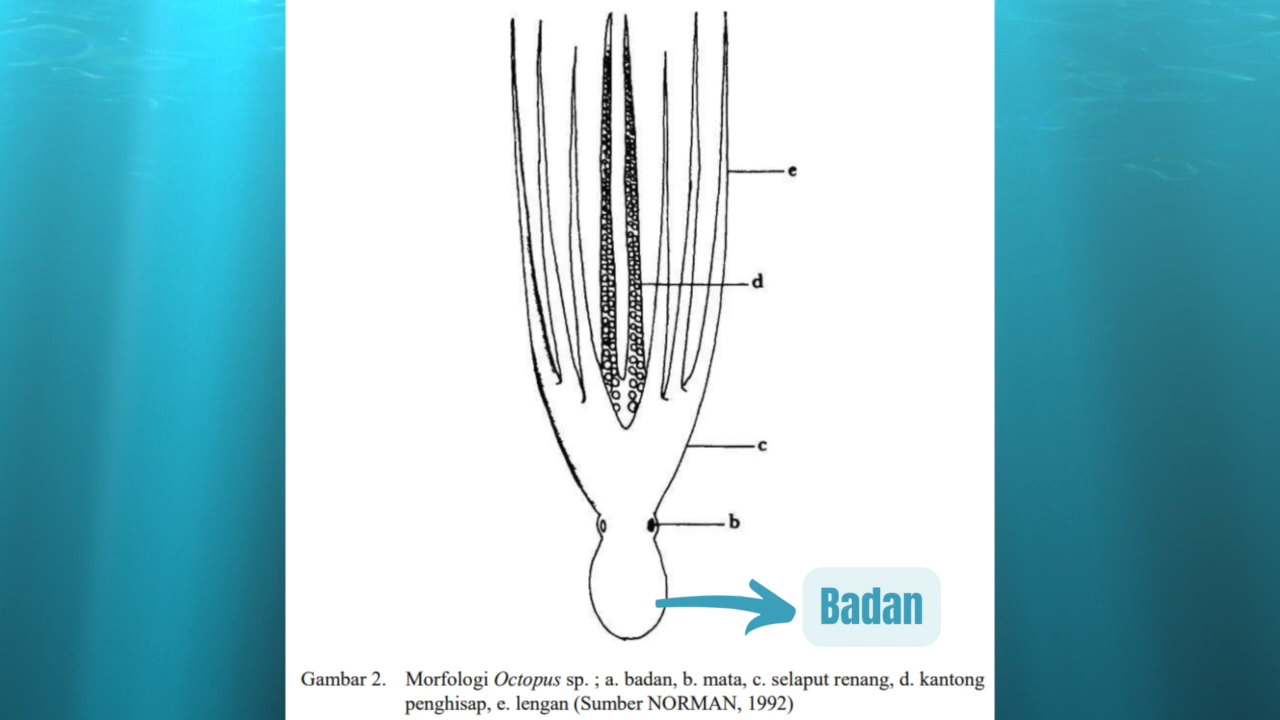 e
d
c
b
Badan
Gambar 2. Morfologi Octopus sp. ; a. badan, b. mata, c. selaput renang, d. kantong
penghisap, e. lengan (Sumber NORMAN, 1992)